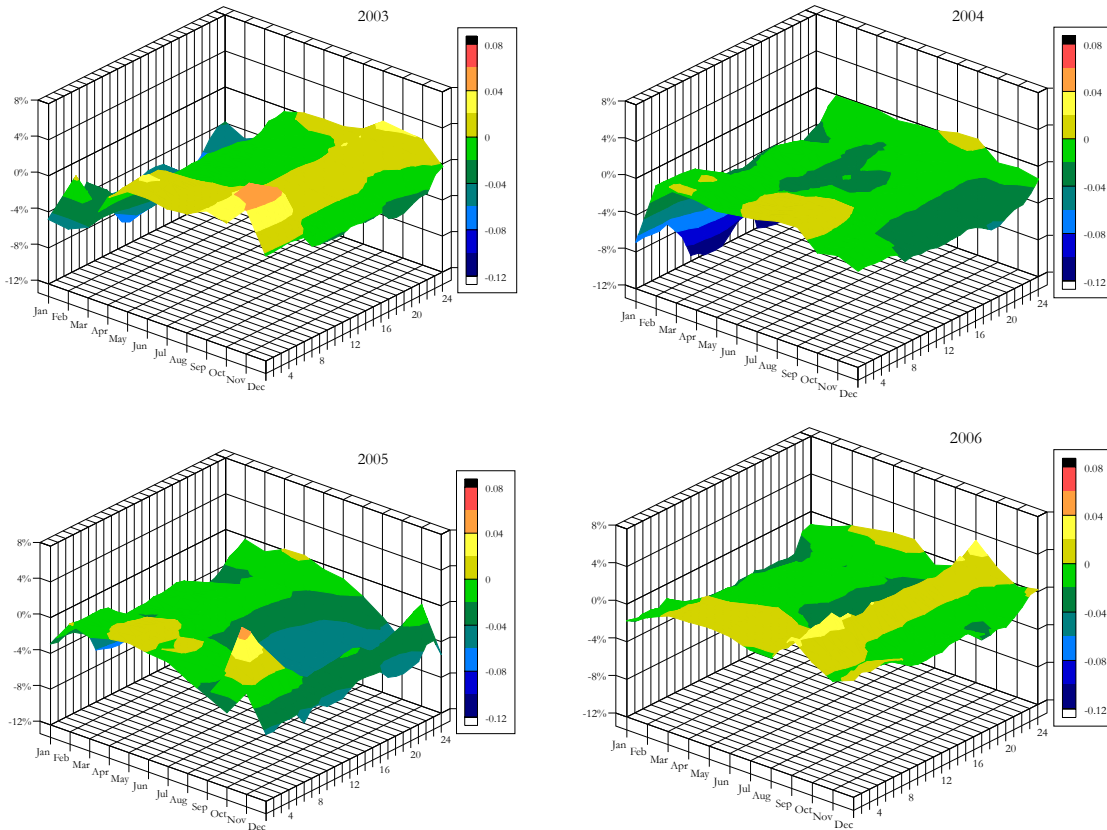 2003
8%
4%
0%
-4%
-8%
-12%
Jan
Feb
Mar
Apr
May
Jun
Jul
Aug
Sep
Oct
Nov
Dec
4
8
12
16
20
24
0.08
0.04
0
-0.04
-0.08
-0.12
2004
8%
4%
0%
-4%
-8%
-12%
Jan
Feb
Mar
Apr
May
Jun
Jul
Aug
Sep
Oct
Nov
Dec
4
8
12
16
20
24
0.08
0.04
0
-0.04
-0.08
-0.12
2005
8%
4%
0%
-4%
-8%
-12%
Jan
Feb
Mar
Apr
May
Jun
Jul
Aug
Sep
Oct
Nov
Dec
4
8
12
16
20
24
0.08
0.04
0
-0.04
-0.08
-0.12
2006
8%
4%
0%
-4%
-8%
-12%
Jan
Feb
Mar
Apr
May
Jun
Jul
Aug
Sep
Oct
Nov
Dec
4
8
12
16
20
24
0.08
0.04
0
-0.04
-0.08
-0.12